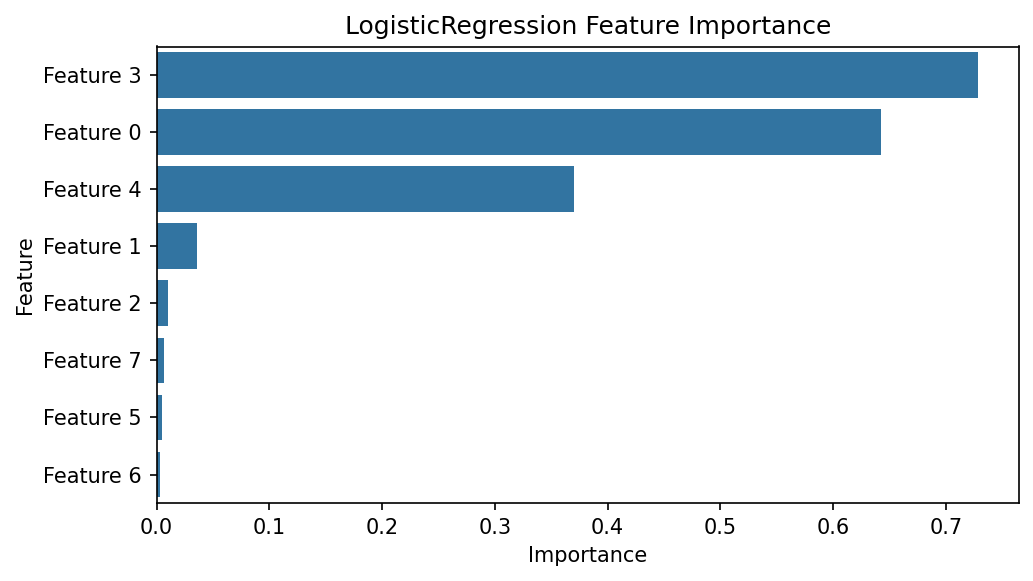 LogisticRegression Feature Importance
Feature
Feature 3
Feature 0
Feature 4
Feature 1
Feature 2
Feature 7
Feature 5
Feature 6
0.0 0.1 0.2 0.3 0.4 0.5 0.6 0.7
Importance